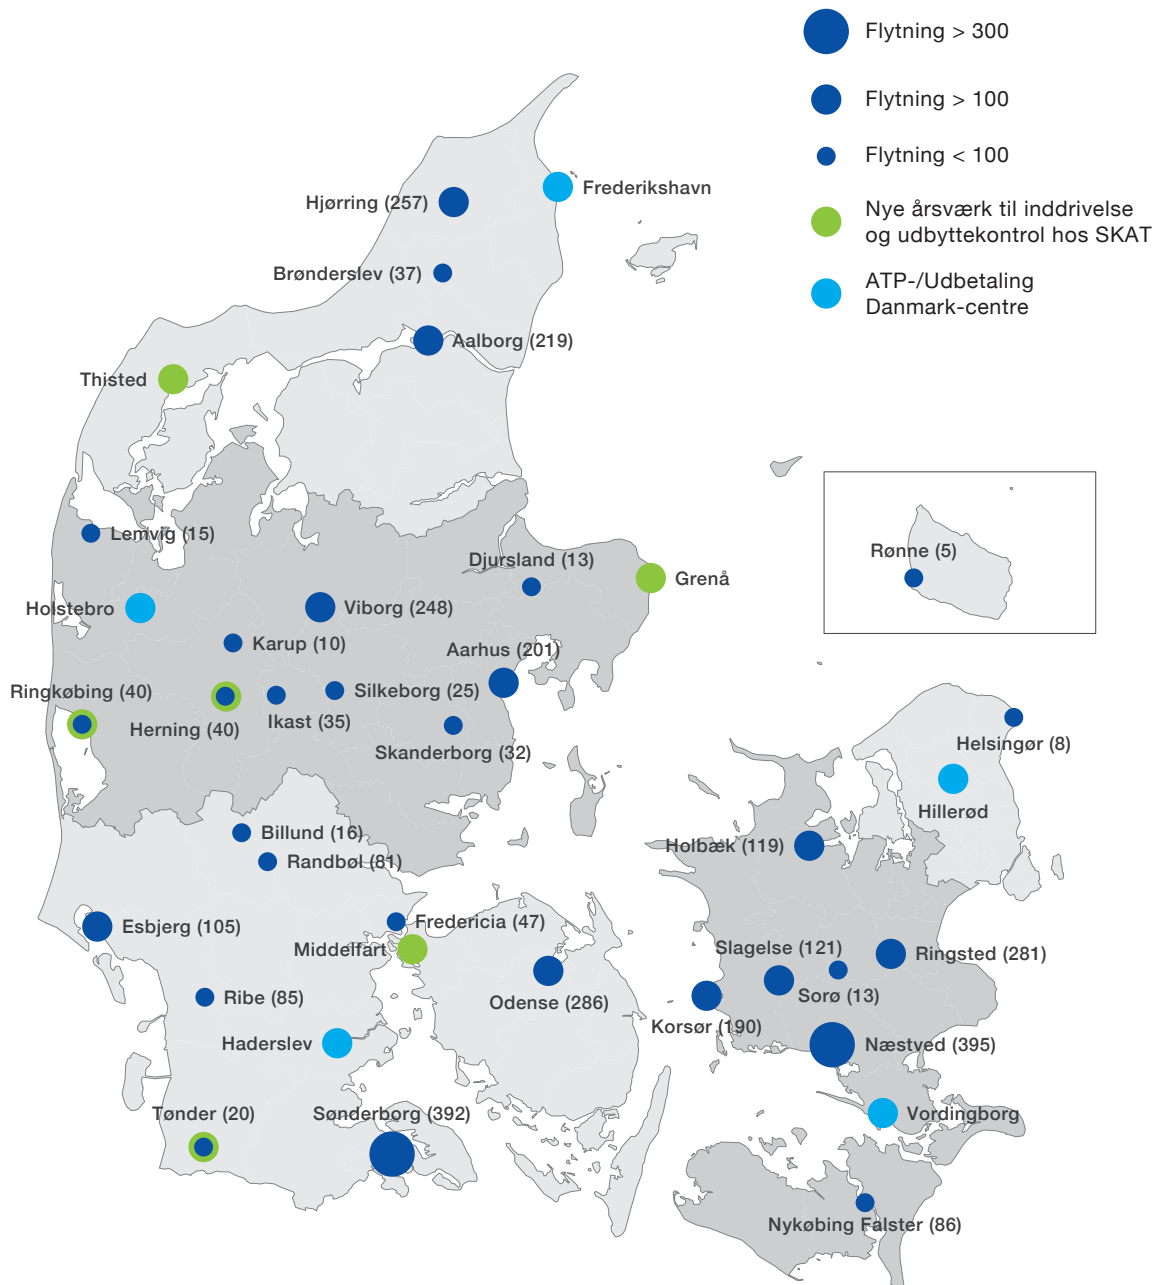 Flytning > 300
Flytning > 100
Flytning < 100
Nye årsværk til inddrivelse
og udbyttekontrol hos SKAT
ATP-/Udbetaling
Danmark-centre
Frederikshavn
Hjørring (257)
Brønderslev (37)
Aalborg (219)
Thisted
Lemvig (15)
Djursland (13)
Grenå
Rønne (5)
Holstebro
Viborg (248)
Karup (10)
Aarhus (201)
Ringkøbing (40)
Silkeborg (25)
Herning (40)
Ikast (35)
Skanderborg (32)
Helsingør (8)
Hillerød
Billund (16)
Holbæk (119)
Randbøl (81)
Esbjerg (105)
Fredericia (47)
Middelfart
Slagelse (121)
Ringsted (281)
Ribe (85)
Odense (286)
Sorø (13)
Korsør (190)
Haderslev
Næstved (395)
Tønder (20)
Sønderborg (392)
Vordingborg
Nykøbing Falster (86)